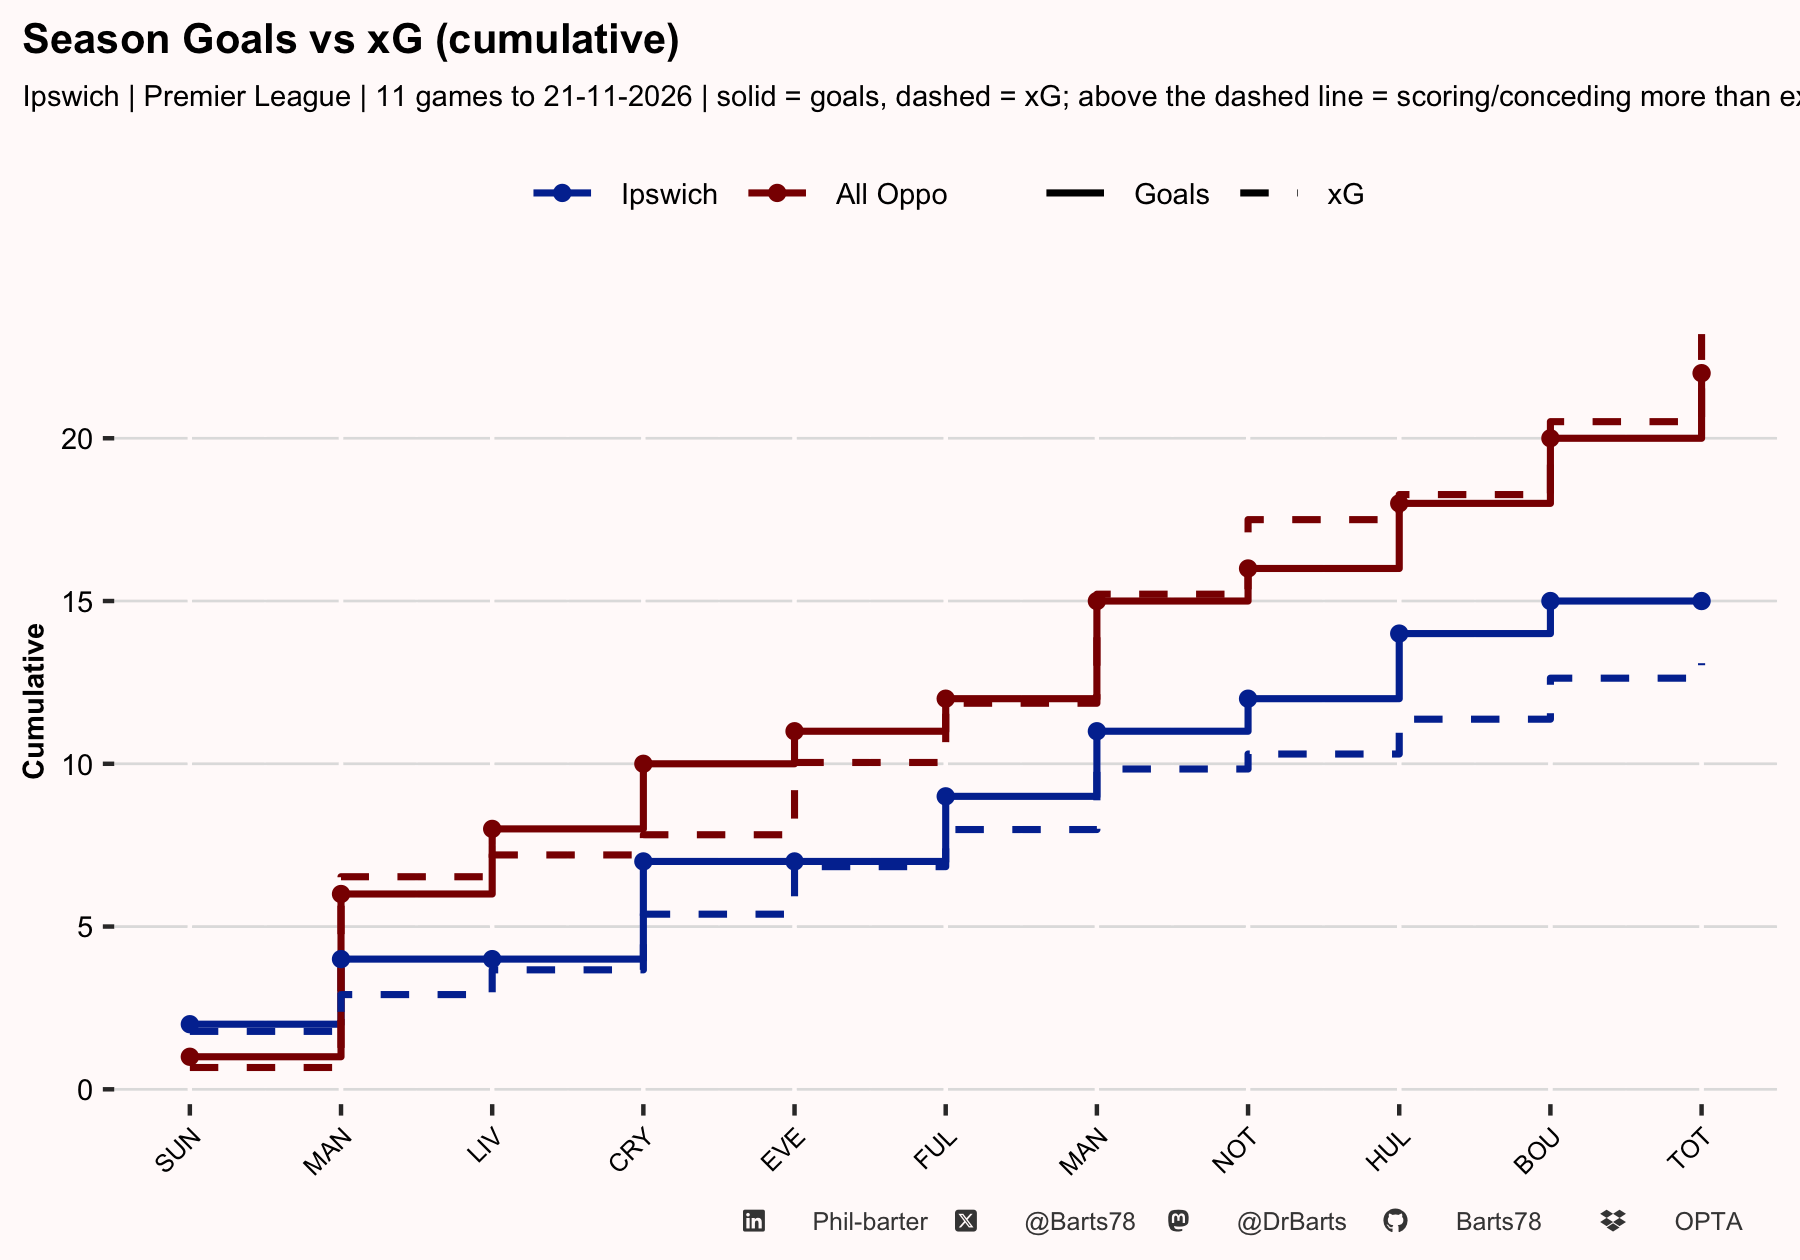 Season Goals vs xG (cumulative)
Ipswich | Premier League | 11 games to 21-11-2026 | solid = goals, dashed = xG; above the dashed line = scoring/conceding more than ex
Ipswich All Oppo Goals xG
Cumulative
20
15
10
5
0
SUN MAN LIV CRY EVE FUL MAN NOT HUL BOU TOT
Phil-barter @Barts78 @DrBarts Barts78 OPTA